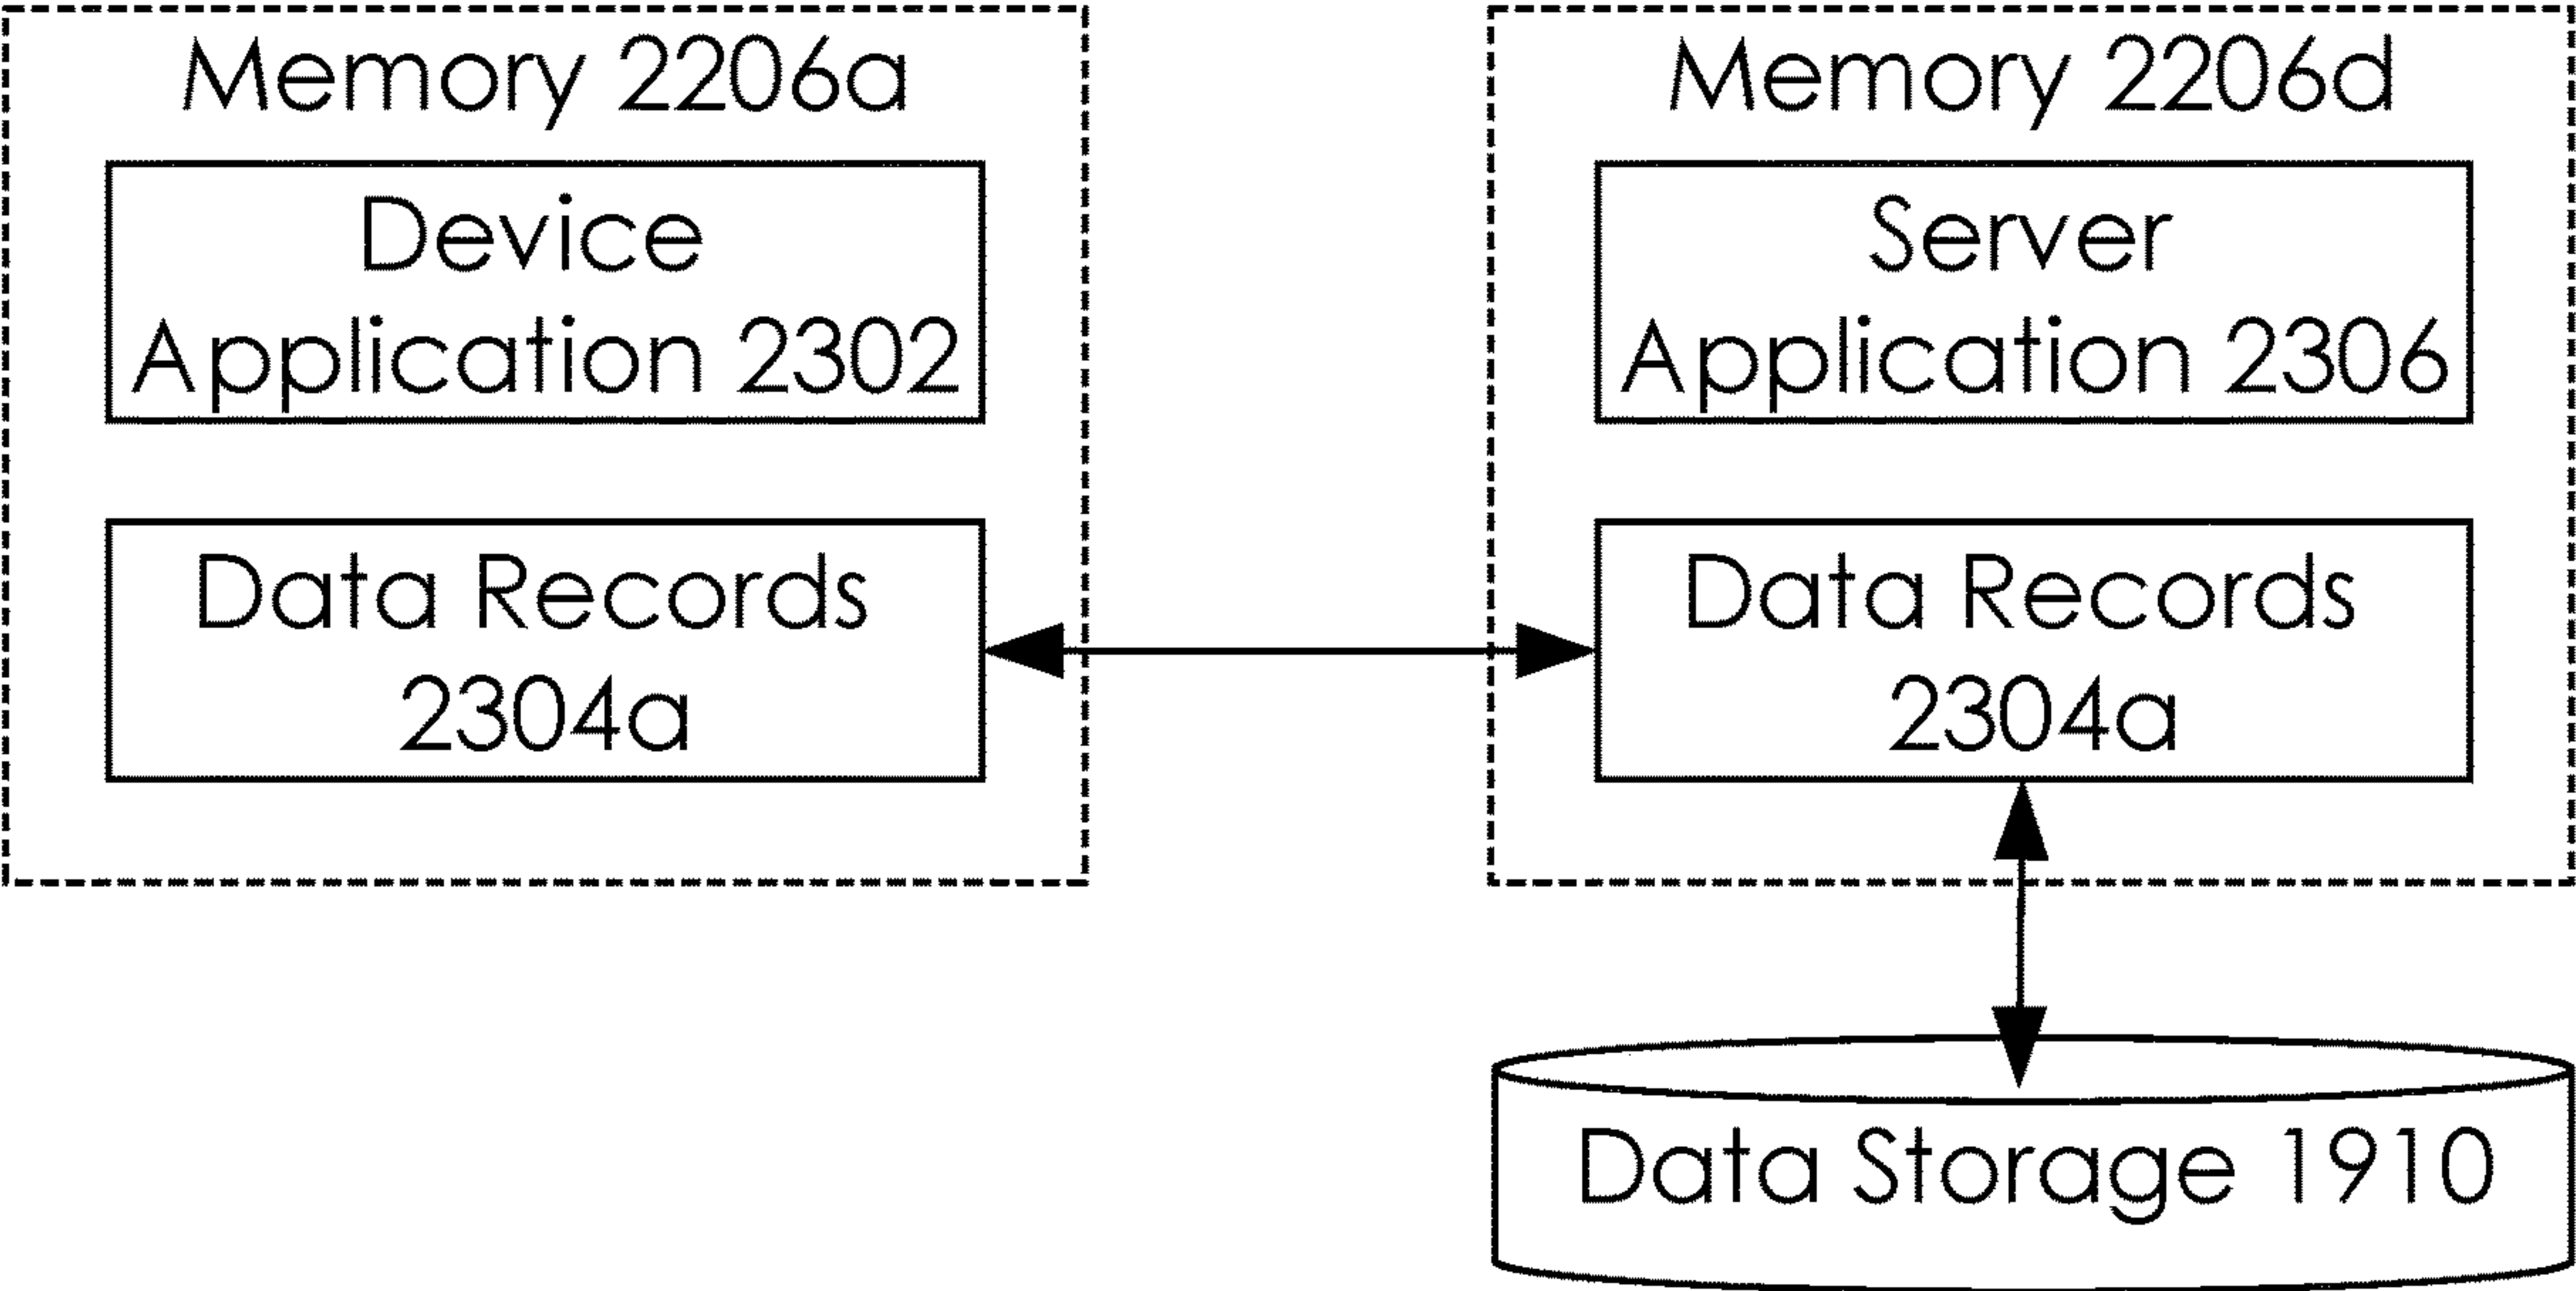 Memory 2206a
Device
Application 2302
Data Records
2304a
Memory 2206d
Server
Application 2306
Data Records
2304a
Data Storage 1910